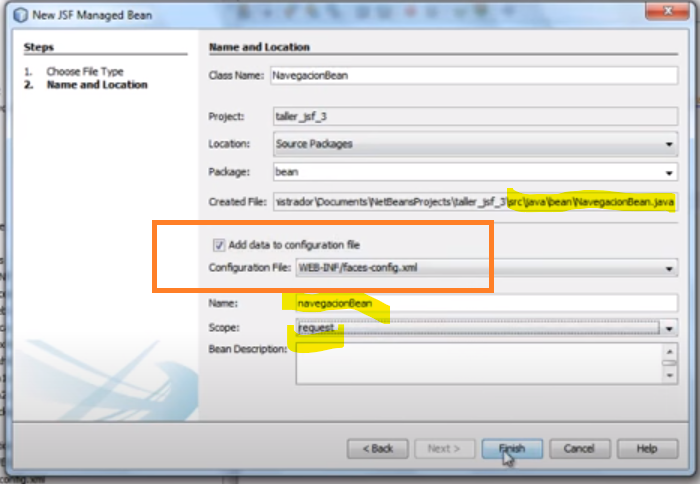 New JSF Managed Bean
Steps
1. Choose File Type
2. Name and Location
Name and Location
Class Name: NavegacionBean
Project: taller_jsf_3
Location: Source Packages
Package: bean
Created File: nistrador\Documents\NetBeansProjects\taller_jsf_3\src\java\bean\NavegacionBean.java
Add data to configuration file
Configuration File: WEB-INF/faces-config.xml
Name: navegacionBean
Scope: request
Bean Description:
< Back Next > Finish Cancel Help
config.xml